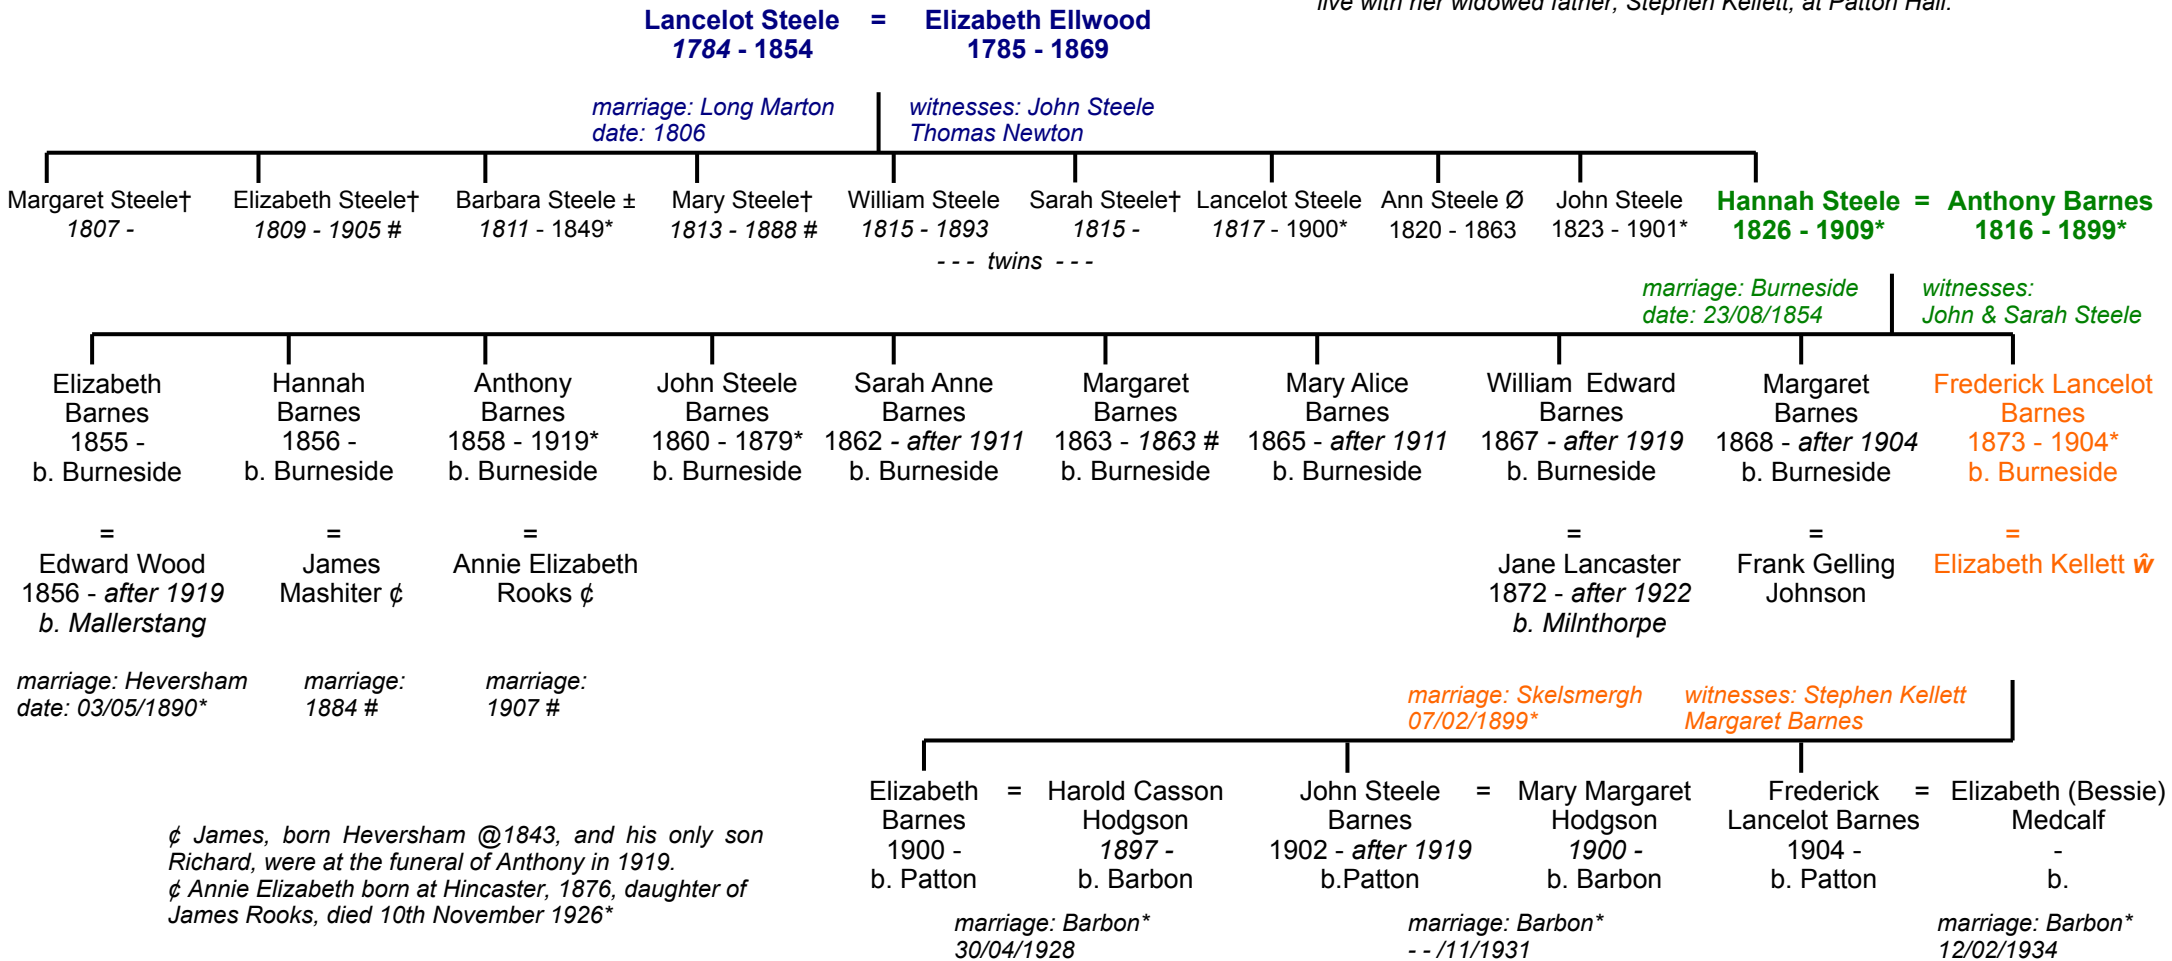 live with her widowed father, Stephen Kellett, at Patton Hall.
Lancelot Steele = Elizabeth Ellwood
1784 - 1854 1785 - 1869
marriage: Long Marton witnesses: John Steele
date: 1806 Thomas Newton
Margaret Steele† Elizabeth Steele† Barbara Steele ± Mary Steele† William Steele Sarah Steele† Lancelot Steele Ann Steele Ø John Steele Hannah Steele = Anthony Barnes
1807 - 1809 - 1905 # 1811 - 1849* 1813 - 1888 # 1815 - 1893 1815 - 1817 - 1900* 1820 - 1863 1823 - 1901* 1826 - 1909* 1816 - 1899*
- - - twins - - -
marriage: Burneside witnesses:
date: 23/08/1854 John & Sarah Steele
Elizabeth Hannah Anthony John Steele Sarah Anne Margaret Mary Alice William Edward Margaret Frederick Lancelot
Barnes Barnes Barnes Barnes Barnes Barnes Barnes Barnes Barnes Barnes
1855 - 1856 - 1858 - 1919* 1860 - 1879* 1862 - after 1911 1863 - 1863 # 1865 - after 1911 1867 - after 1919 1868 - after 1904 1873 - 1904*
b. Burneside b. Burneside b. Burneside b. Burneside b. Burneside b. Burneside b. Burneside b. Burneside b. Burneside b. Burneside
= = = = = =
Edward Wood James Annie Elizabeth Jane Lancaster Frank Gelling Elizabeth Kellett ŵ
1856 - after 1919 Mashiter ¢ Rooks ¢ 1872 - after 1922 Johnson
b. Mallerstang b. Milnthorpe
marriage: Heversham marriage: marriage: marriage: Skelsmergh witnesses: Stephen Kellett
date: 03/05/1890* 1884 # 1907 # 07/02/1899* Margaret Barnes
Elizabeth = Harold Casson John Steele = Mary Margaret Frederick = Elizabeth (Bessie)
Barnes Hodgson Barnes Hodgson Lancelot Barnes Medcalf
1900 - 1897 - 1902 - after 1919 1900 - 1904 - -
b. Patton b. Barbon b.Patton b. Barbon b. Patton b.
¢ James, born Heversham @1843, and his only son
Richard, were at the funeral of Anthony in 1919.
¢ Annie Elizabeth born at Hincaster, 1876, daughter of
James Rooks, died 10th November 1926*
marriage: Barbon* marriage: Barbon* marriage: Barbon*
30/04/1928 - - /11/1931 12/02/1934